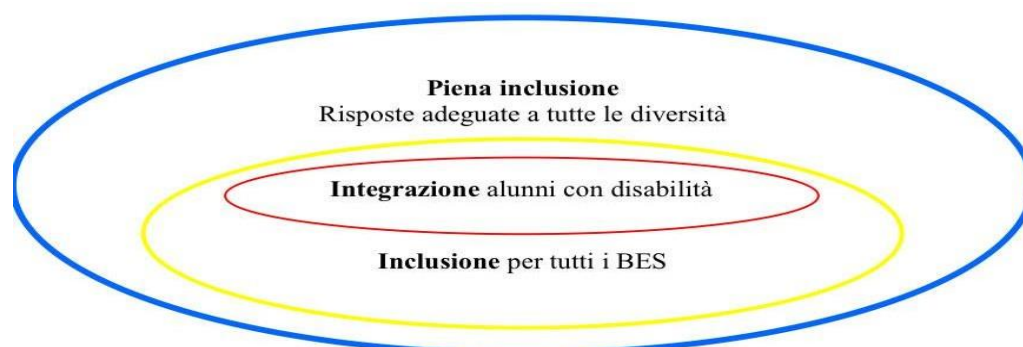 Piena inclusione
Risposte adeguate a tutte le diversità
Integrazione alunni con disabilità
Inclusione per tutti i BES